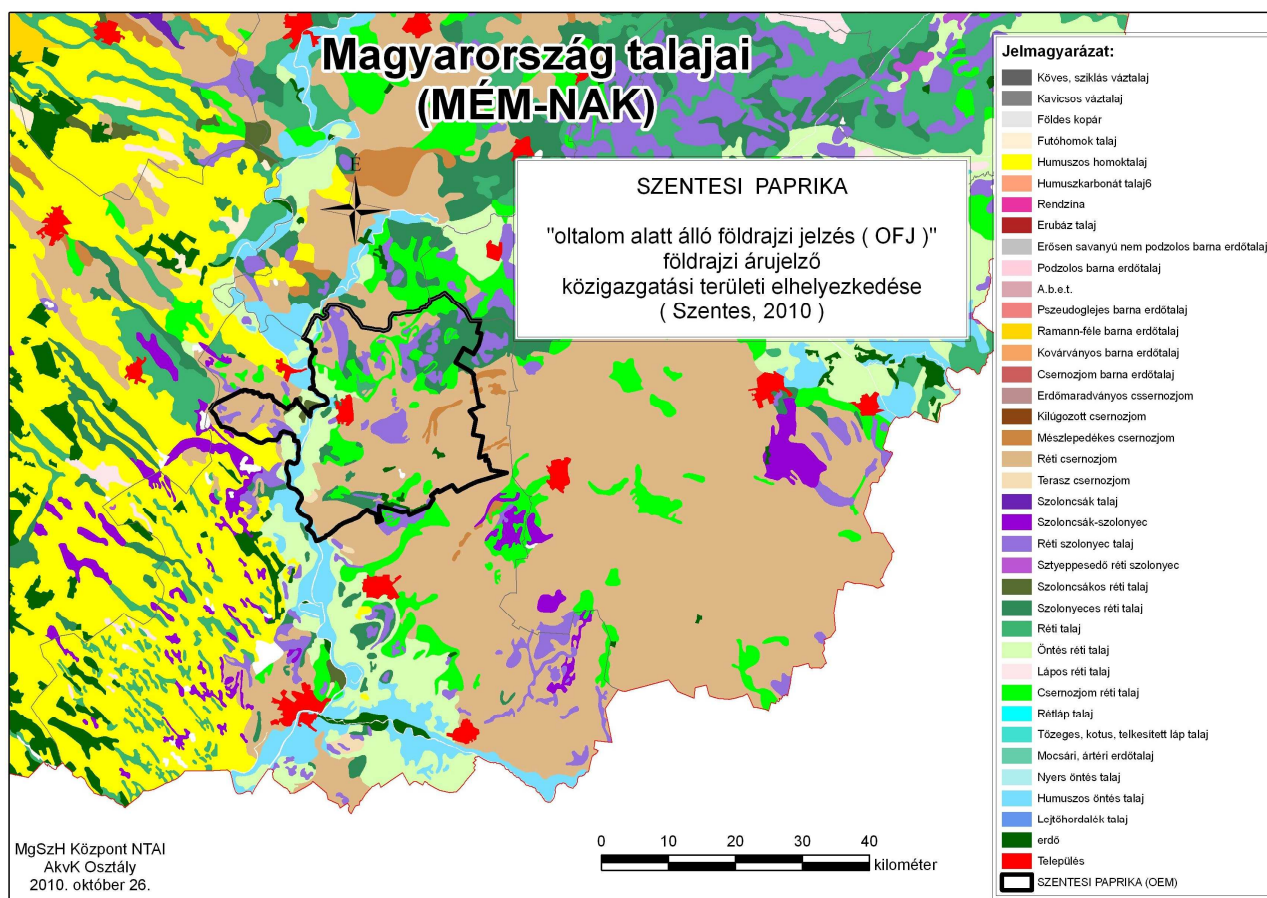 Magyarország talajai
(MÉM-NAK)
É
SZENTESI PAPRIKA
"oltalom alatt álló földrajzi jelzés ( OFJ )"
földrajzi árujelző
közigazgatási területi elhelyezkedése
( Szentes, 2010 )
Jelmagyarázat:
Köves, sziklás váztalaj
Kavicsos váztalaj
Földes kopár
Futóhomok talaj
Humuszos homoktalaj
Humuszkarbonát talaj6
Rendzina
Erubáz talaj
Erősen savanyú nem podzolos barna erdőtalaj
Podzolos barna erdőtalaj
A.b.e.t.
Pszeudoglejes barna erdőtalaj
Ramann-féle barna erdőtalaj
Kovárványos barna erdőtalaj
Csernozjom barna erdőtalaj
Erdőmaradványos cssernozjom
Kilúgozott csernozjom
Mészlepedékes csernozjom
Réti csernozjom
Terasz csernozjom
Szoloncsák talaj
Szoloncsák-szolonyec
Réti szolonyec talaj
Sztyeppesedő réti szolonyec
Szoloncsákos réti talaj
Szolonyeces réti talaj
Réti talaj
Öntés réti talaj
Lápos réti talaj
Csernozjom réti talaj
Rétláp talaj
Tőzeges, kotus, telkesített láp talaj
Mocsári, ártéri erdőtalaj
Nyers öntés talaj
Humuszos öntés talaj
Lejtőhordalék talaj
erdő
Település
SZENTESI PAPRIKA (OEM)
0 10 20 30 40
kilométer
MgSzH Központ NTAI
AkvK Osztály
2010. október 26.